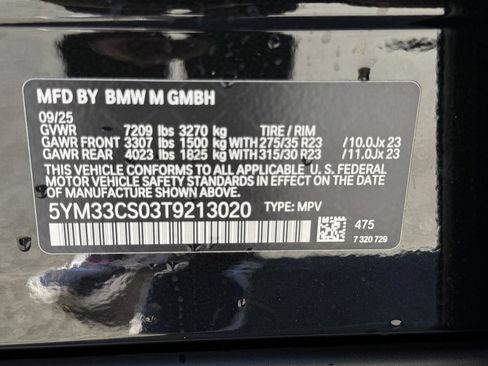 MFD BY BMW M GMBH
09/25
GVWR 7209 lbs 3270 kg TIRE / RIM
GAWR FRONT 3307 lbs 1500 kg WITH 275/35 R23 /10.0Jx 23
GAWR REAR 4023 lbs 1825 kg WITH 315/30 R23 /11.0Jx 23
THIS VEHICLE CONFORMS TO ALL APPLICABLE U. S. FEDERAL
MOTOR VEHICLE SAFETY STANDARDS IN EFFECT ON THE DATE
OF MANUFACTURE SHOWN ABOVE.
5YM33CS03T9213020 TYPE: MPV
475
7 320 729